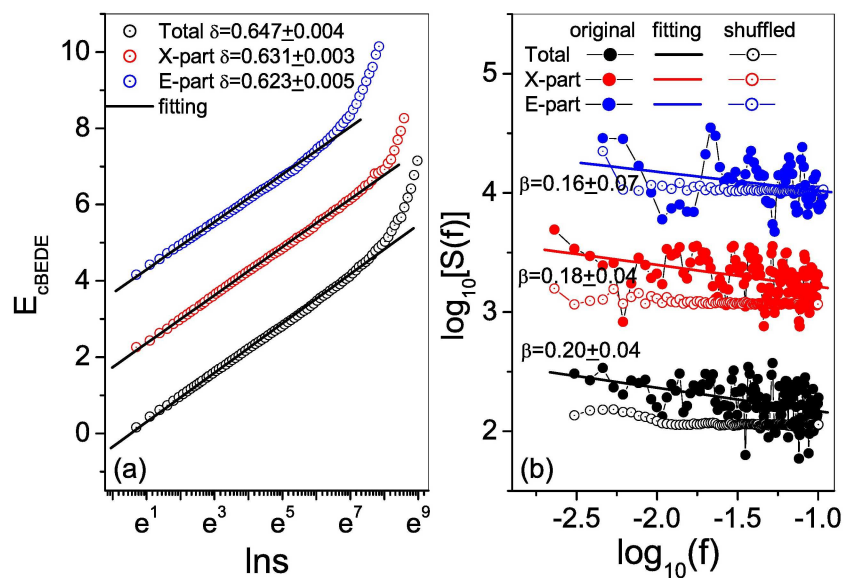 Total δ=0.647±0.004
X-part δ=0.631±0.003
E-part δ=0.623±0.005
fitting
10
8
6
4
2
0
E_cBEDE
(a)
e^1 e^3 e^5 e^7 e^9
lns
original fitting shuffled
Total
X-part
E-part
5
4
3
2
log_10[S(f)]
β=0.16±0.07
β=0.18±0.04
β=0.20±0.04
(b)
-2.5 -2.0 -1.5 -1.0
log_10(f)